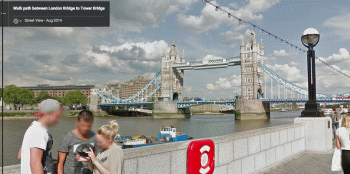 Walk path between London Bridge to Tower Bridge
Street View - Aug 2014